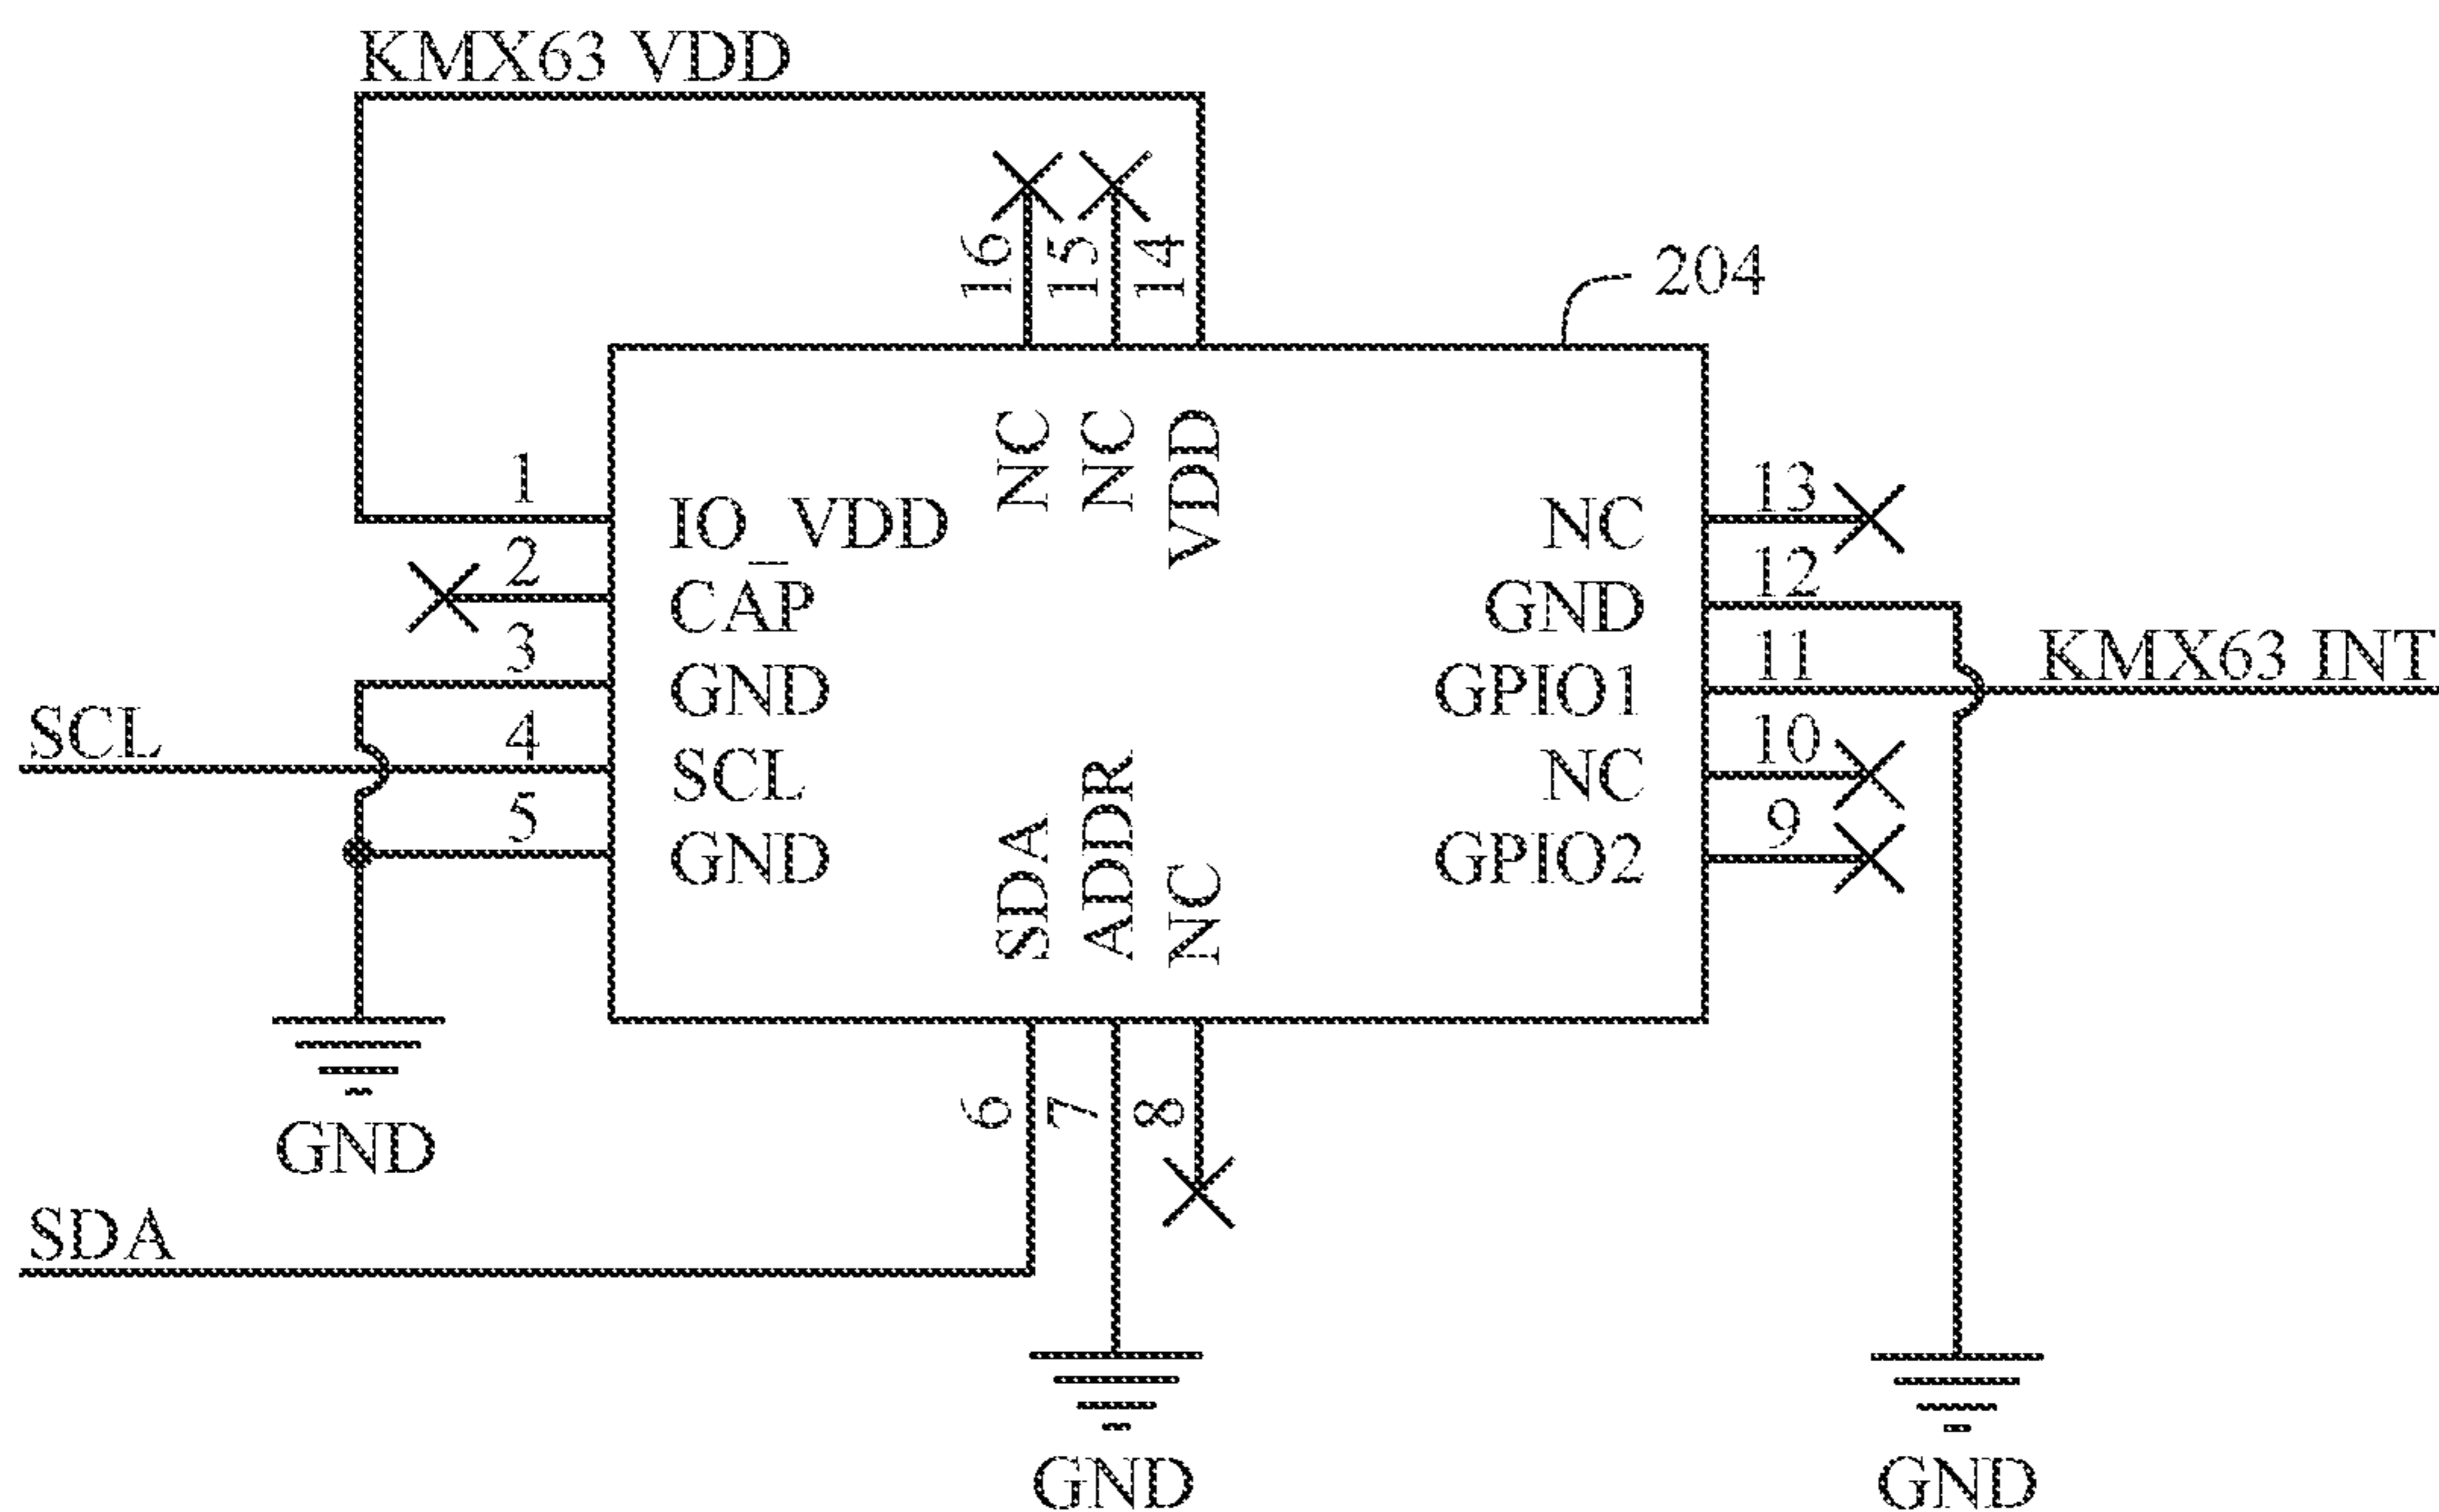 KMX63 VDD
16
15
14
204
NC
NC
VDD
1
IO_VDD
2
CAP
3
GND
SCL
4
SCL
5
GND
13
NC
12
GND
11
GPIO1
KMX63 INT
10
NC
9
GPIO2
SDA
ADDR
NC
6
7
8
GND
SDA
GND
GND